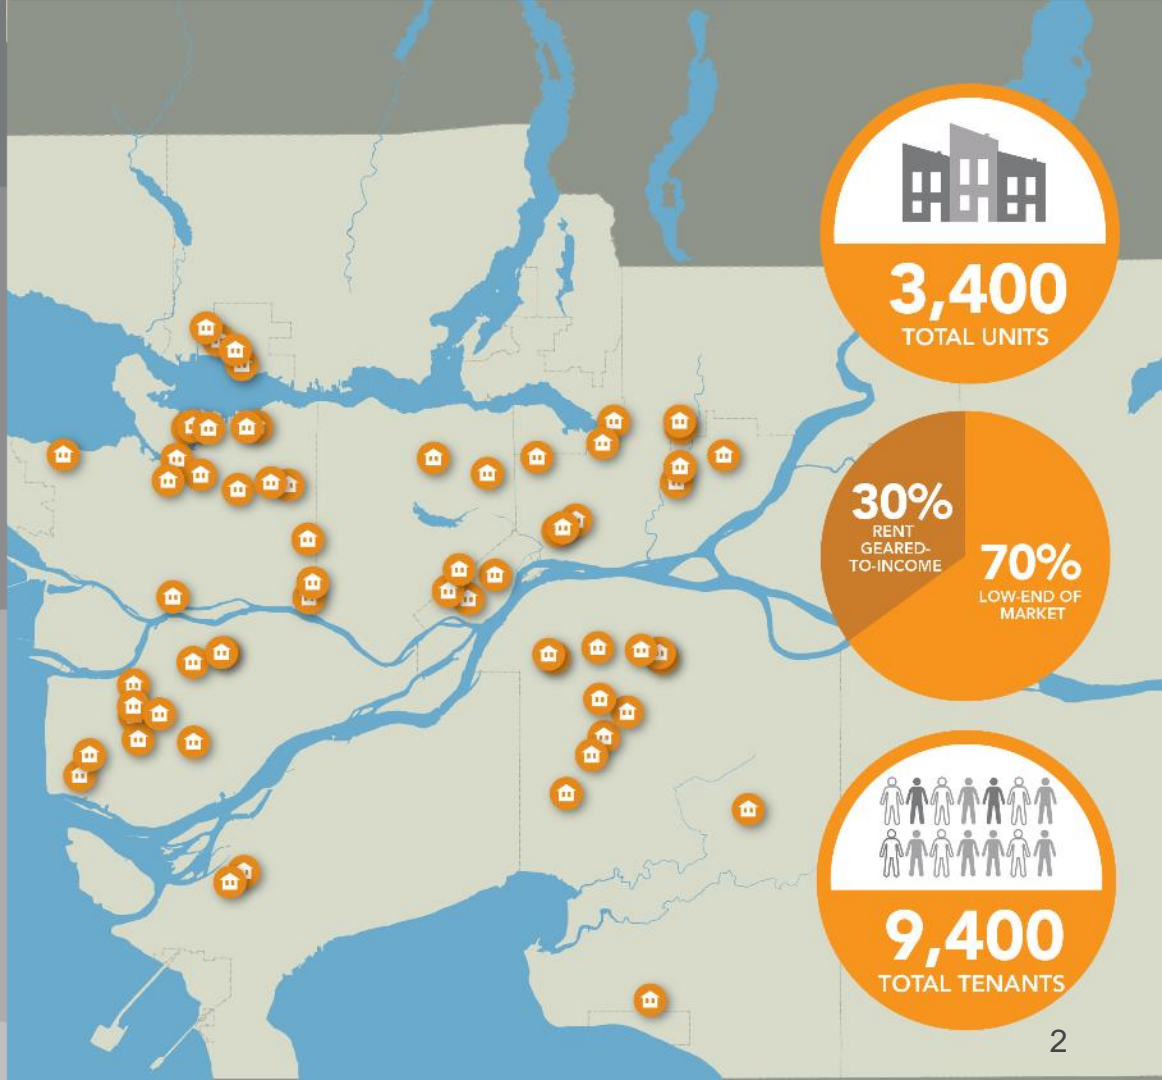 3,400
TOTAL UNITS
30%
RENT
GEARED-
TO-INCOME
70%
LOW-END OF
MARKET
9,400
TOTAL TENANTS
2